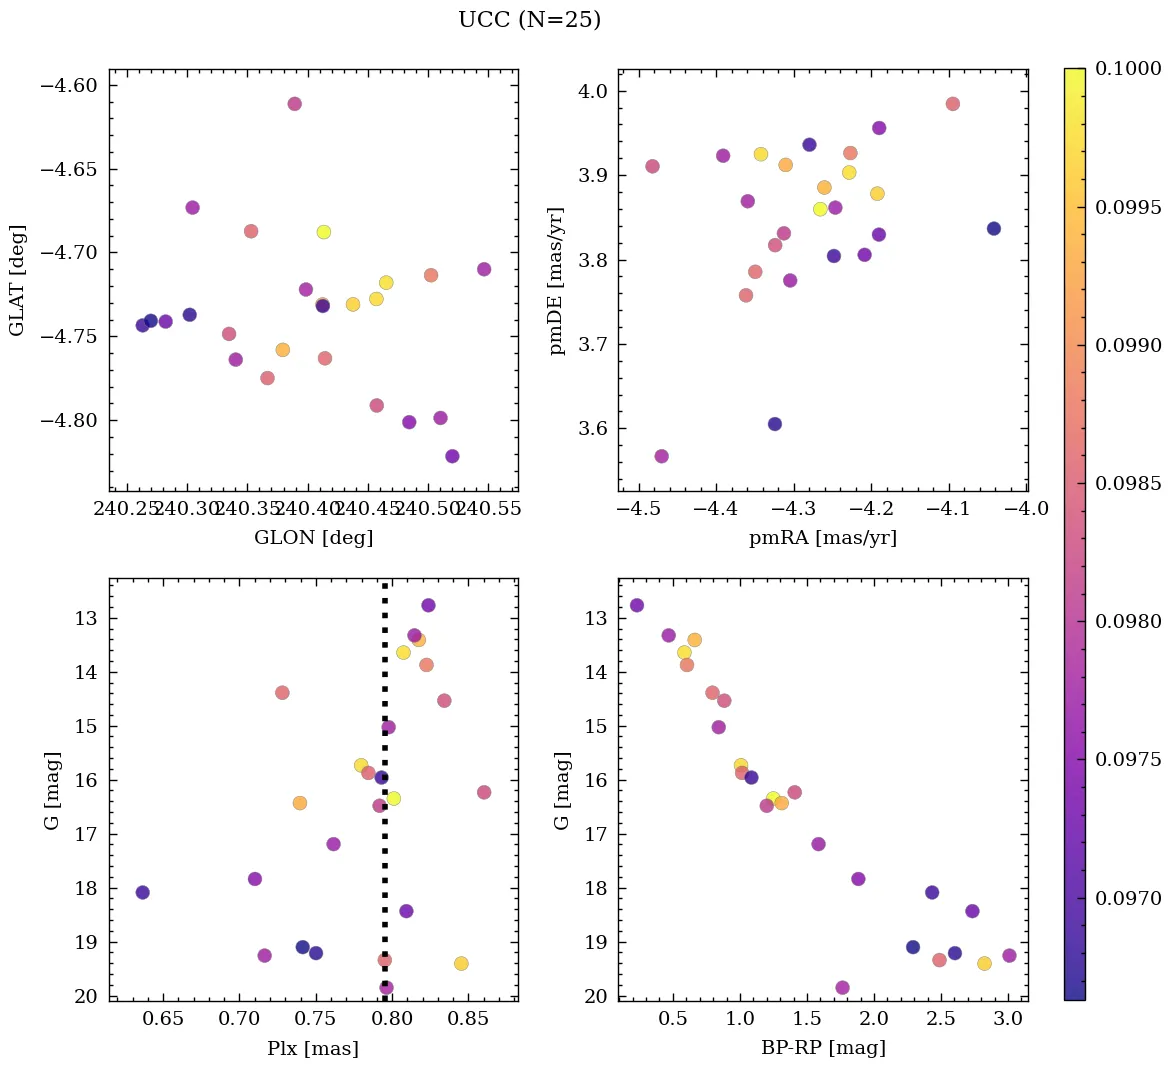 UCC (N=25)
−4.60
−4.65
−4.70
−4.75
−4.80
GLAT [deg]
240.25 240.30 240.35 240.40 240.45 240.50 240.55
GLON [deg]
4.0
3.9
3.8
3.7
3.6
pmDE [mas/yr]
−4.5 −4.4 −4.3 −4.2 −4.1 −4.0
pmRA [mas/yr]
13
14
15
16
17
18
19
20
G [mag]
0.65 0.70 0.75 0.80 0.85
Plx [mas]
13
14
15
16
17
18
19
20
G [mag]
0.5 1.0 1.5 2.0 2.5 3.0
BP-RP [mag]
0.1000
0.0995
0.0990
0.0985
0.0980
0.0975
0.0970